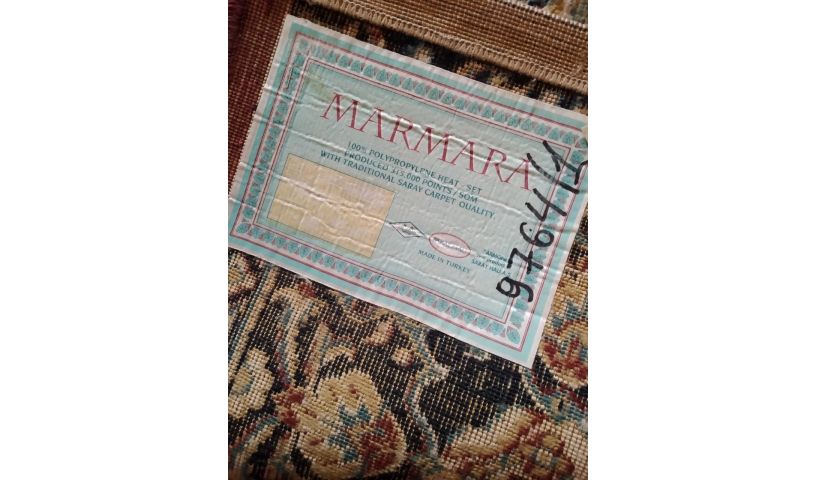 MARMARA
100% POLYPROPYLENE HEAT - SET
PRODUCED 315.000 POINTS / SQM
WITH TRADITIONAL SARAY CARPET QUALITY.
MADE IN TURKEY
SARAY HALI A.S.
97644